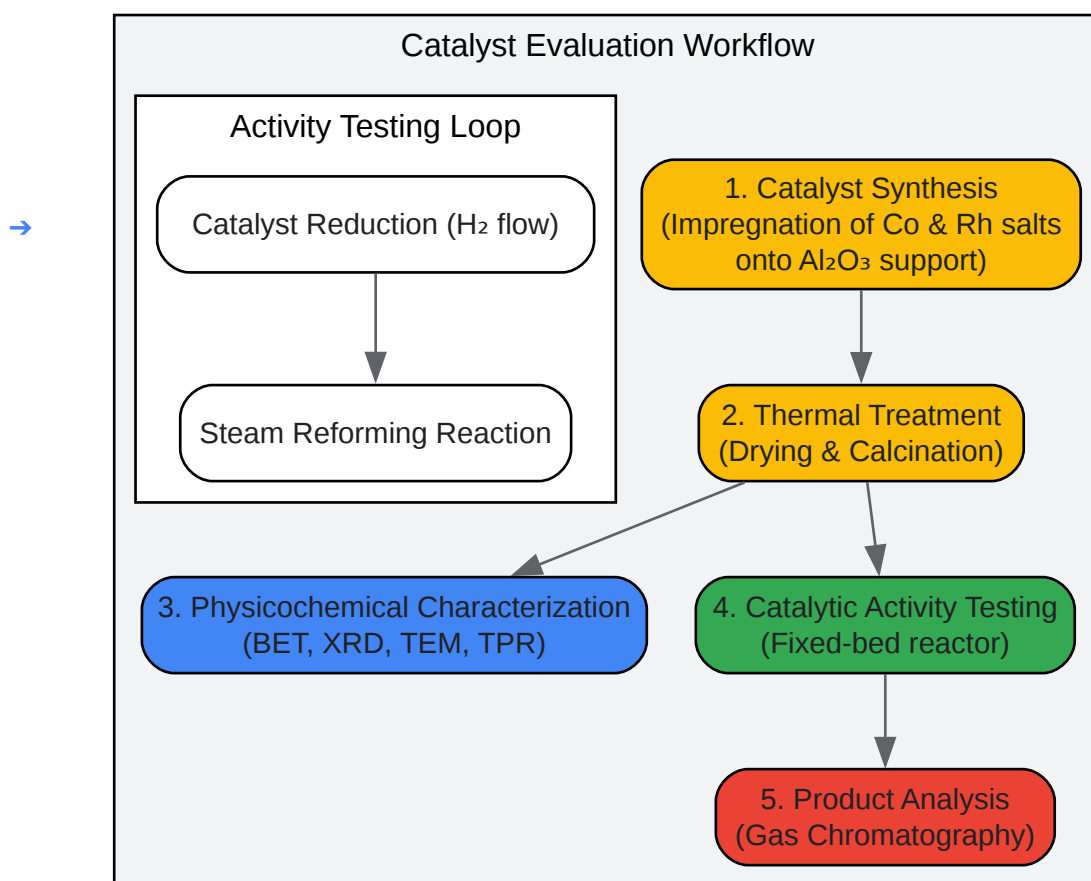 Catalyst Evaluation Workflow
Activity Testing Loop
Catalyst Reduction (H₂ flow)
Steam Reforming Reaction
1. Catalyst Synthesis
(Impregnation of Co & Rh salts
onto Al₂O₃ support)
2. Thermal Treatment
(Drying & Calcination)
3. Physicochemical Characterization
(BET, XRD, TEM, TPR)
4. Catalytic Activity Testing
(Fixed-bed reactor)
5. Product Analysis
(Gas Chromatography)